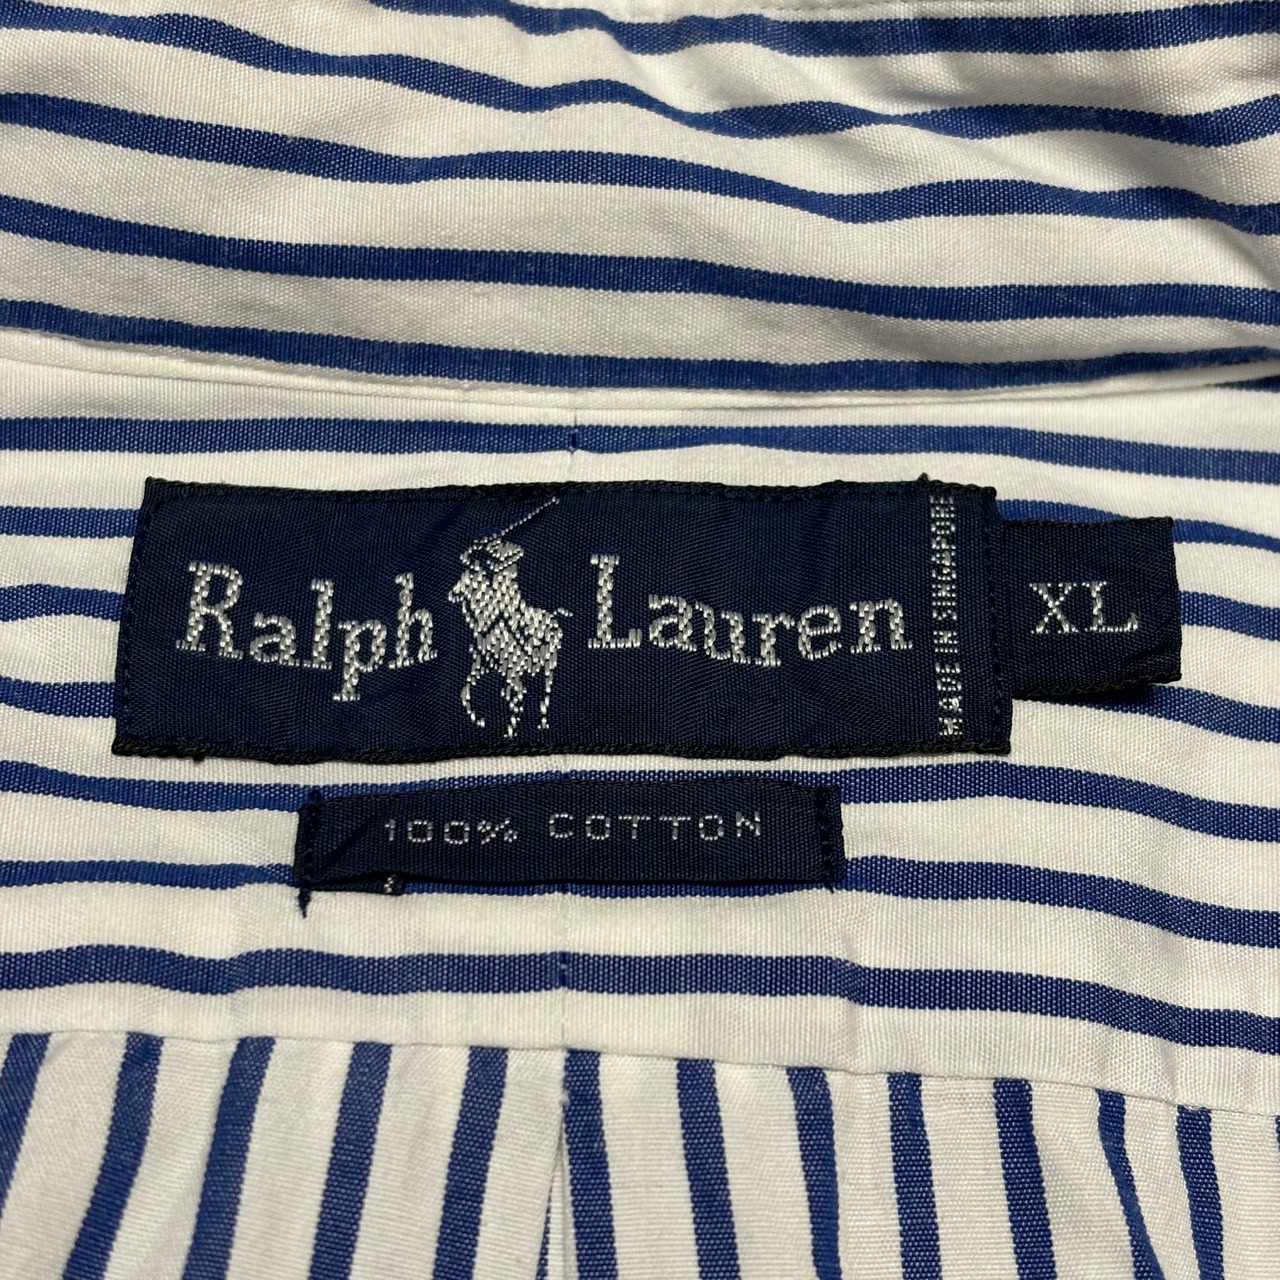 Ralph Lauren
MADE IN SINGAPORE
XL
100% COTTON